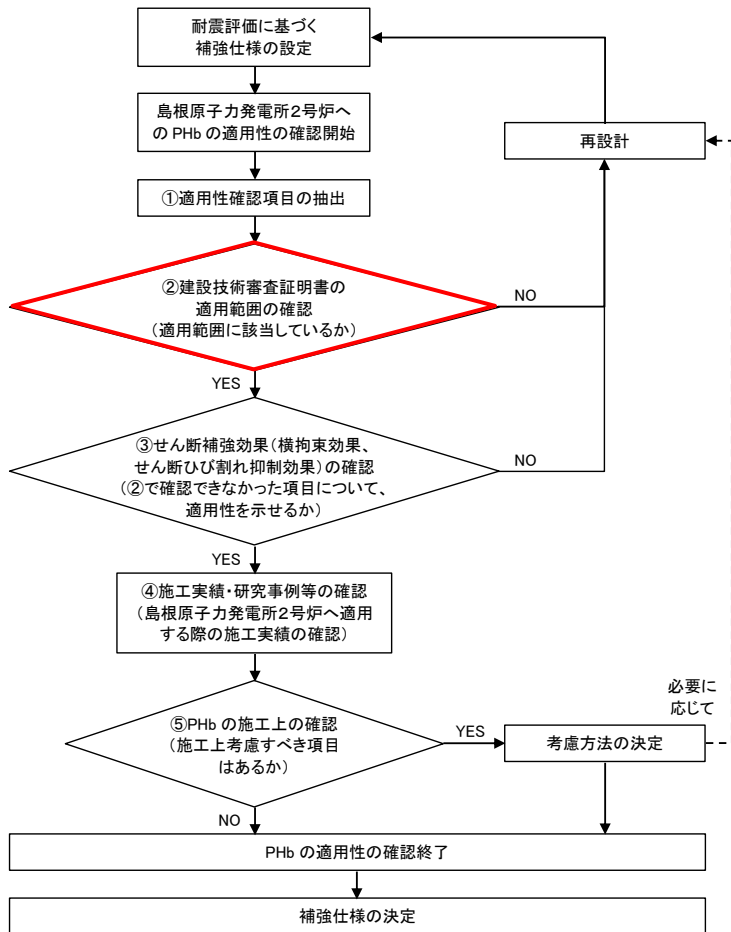 耐震評価に基づく
補強仕様の設定
島根原子力発電所2号炉へ
の PHb の適用性の確認開始
再設計
①適用性確認項目の抽出
②建設技術審査証明書の
適用範囲の確認
（適用範囲に該当しているか）
NO
YES
③せん断補強効果（横拘束効果、
せん断ひび割れ抑制効果）の確認
（②で確認できなかった項目について、
適用性を示せるか）
NO
YES
④施工実績・研究事例等の確認
（島根原子力発電所2号炉へ適用
する際の施工実績の確認）
必要に
応じて
⑤PHb の施工上の確認
（施工上考慮すべき項目
はあるか）
YES
考慮方法の決定
NO
PHb の適用性の確認終了
補強仕様の決定